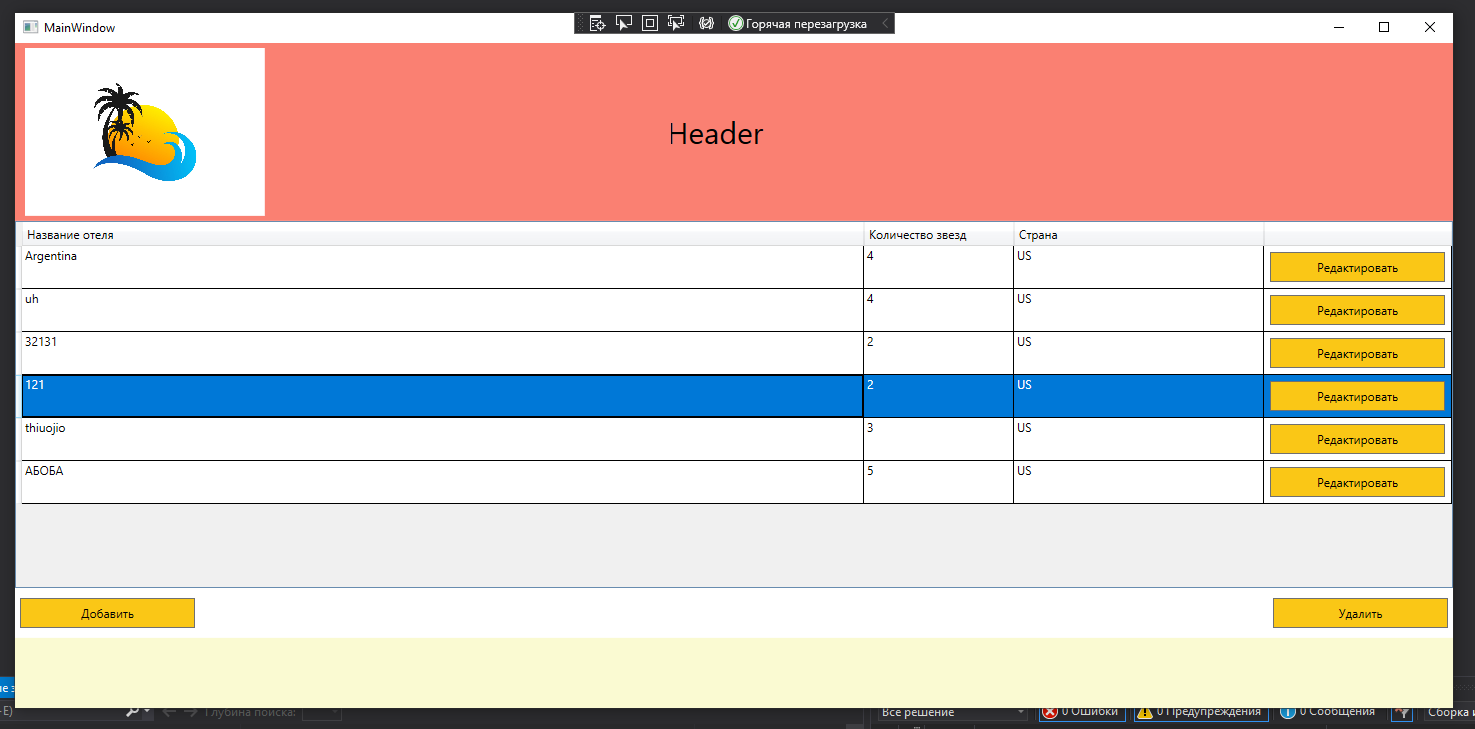 MainWindow
Горячая перезагрузка
Header
Название отеля Количество звезд Страна
Argentina 4 US Редактировать
uh 4 US Редактировать
32131 2 US Редактировать
121 2 US Редактировать
thiuojio 3 US Редактировать
АБОБА 5 US Редактировать
Добавить Удалить
Глубина поиска: Все решение 0 Ошибки 0 Предупреждения 0 Сообщения Сборка